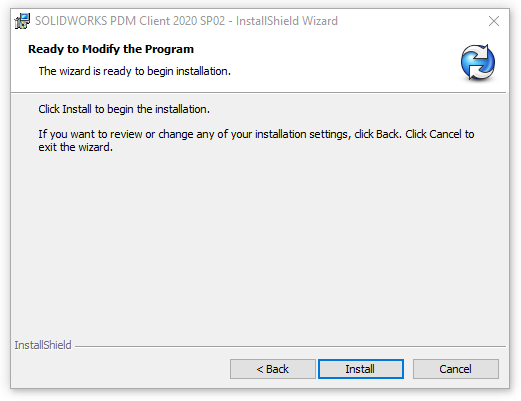 SOLIDWORKS PDM Client 2020 SP02 - InstallShield Wizard
Ready to Modify the Program
The wizard is ready to begin installation.
Click Install to begin the installation.
If you want to review or change any of your installation settings, click Back. Click Cancel to
exit the wizard.
InstallShield
< Back Install Cancel